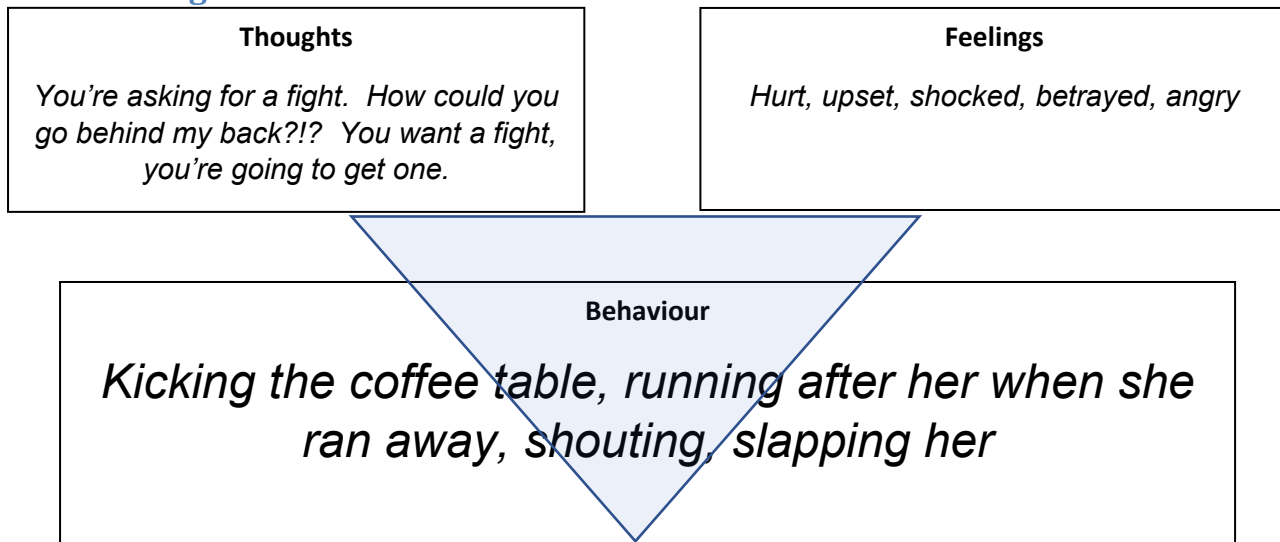 Thoughts
You're asking for a fight.  How could you
go behind my back?!?  You want a fight,
you're going to get one.
Feelings
Hurt, upset, shocked, betrayed, angry
Behaviour
Kicking the coffee table, running after her when she
ran away, shouting, slapping her